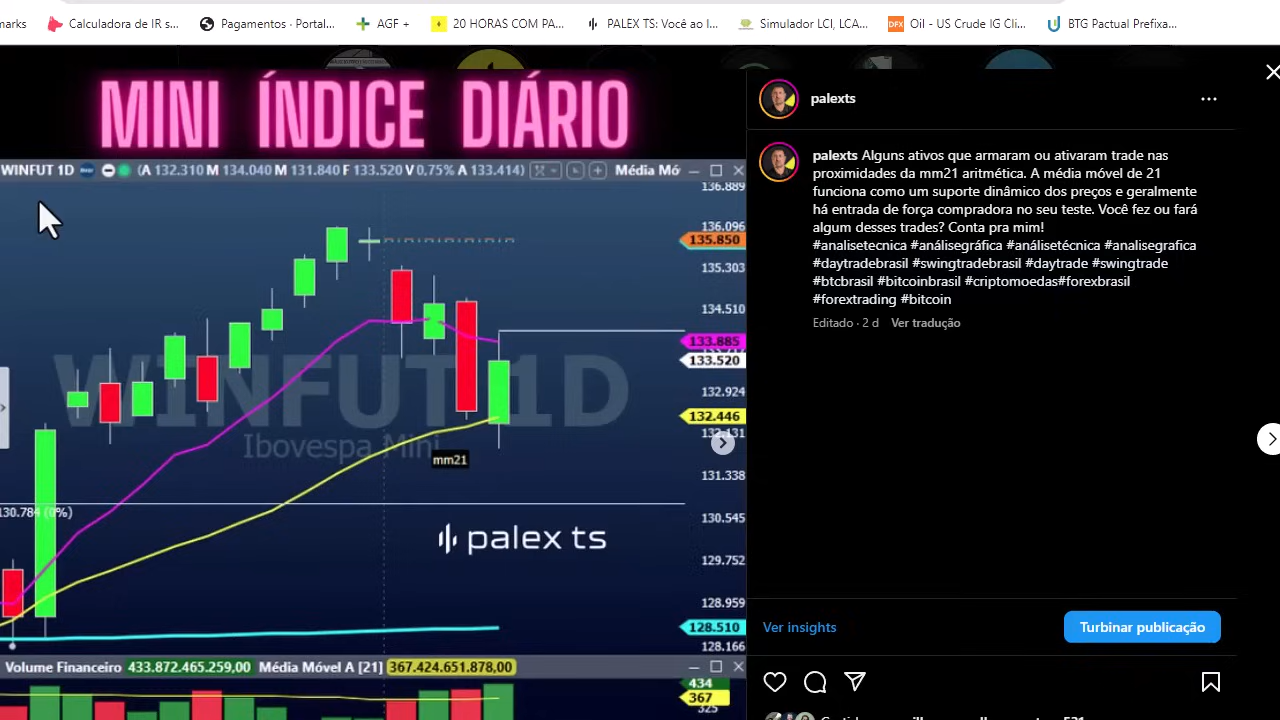 marks Calculadora de IR s... Pagamentos · Portal... AGF + 20 HORAS COM PA... PALEX TS: Você ao l... Simulador LCI, LCA... DFX Oil - US Crude IG Cli... BTG Pactual Prefixa...
MINI ÍNDICE DIÁRIO
WINFUT 1D (A 132.310 M 134.040 M 131.840 F 133.520 V 0,75% A 133.414) Média Mó
136.889
136.096
135.850
135.303
134.510
133.885
133.520
132.924
132.446
132.131
131.338
130.545
129.752
128.959
128.510
128.166
WINFUT 1D
Ibovespa Mini
mm21
130.784 (0%)
palex ts
Volume Financeiro 433.872.465.259,00 Média Móvel A [21] 367.424.651.878,00
434
367
325
palexts
palexts Alguns ativos que armaram ou ativaram trade nas
proximidades da mm21 aritmética. A média móvel de 21
funciona como um suporte dinâmico dos preços e geralmente
há entrada de força compradora no seu teste. Você fez ou fará
algum desses trades? Conta pra mim!
#analisetecnica #análisegráfica #análisetécnica #analisegrafica
#daytradebrasil #swingtradebrasil #daytrade #swingtrade
#btcbrasil #bitcoinbrasil #criptomoedas#forexbrasil
#forextrading #bitcoin
Editado · 2 d Ver tradução
Ver insights
Turbinar publicação